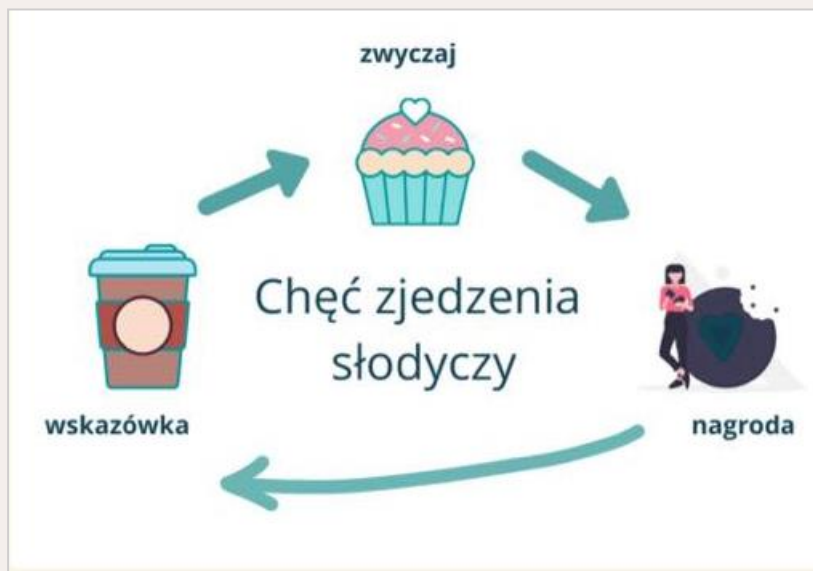 zwyczaj
Chęć zjedzenia
słodyczy
wskazówka
nagroda